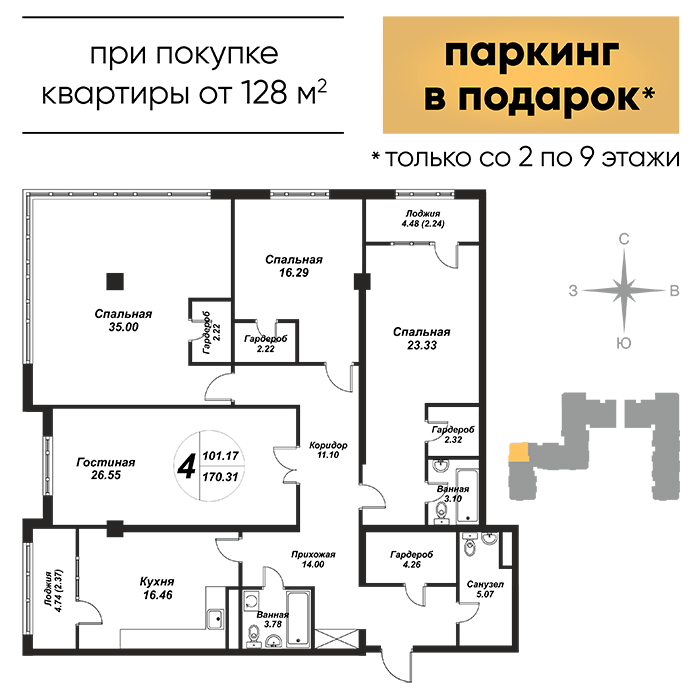 при покупке
квартиры от 128 м²
паркинг
в подарок*
* только со 2 по 9 этажи
Лоджия
4.48 (2.24)
Спальная
16.29
Спальная
35.00
Гардероб
2.22
Гардероб
2.22
Спальная
23.33
С
З
В
Ю
Гардероб
2.32
Гостиная
26.55
4
101.17
170.31
Коридор
11.10
Ванная
3.10
Лоджия
4.74 (2.37)
Кухня
16.46
Прихожая
14.00
Гардероб
4.26
Санузел
5.07
Ванная
3.78